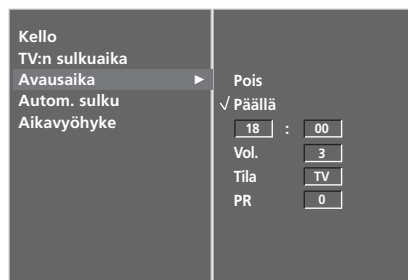 Kello
TV:n sulkuaika
Avausaika ►
Autom. sulku
Aikavyöhyke
Pois
√ Päällä
18 : 00
Vol. 3
Tila TV
PR 0